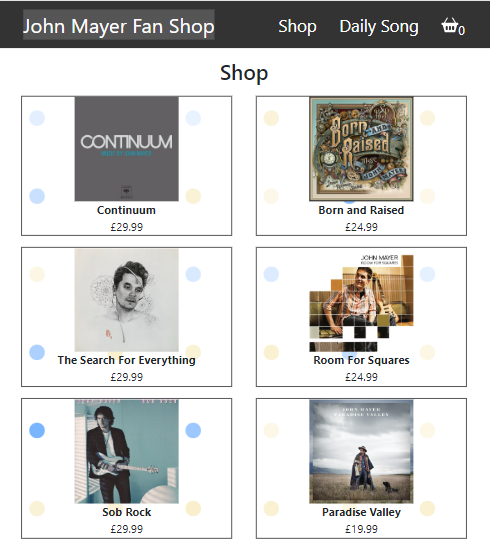 John Mayer Fan Shop
Shop
Daily Song
0
Shop
CONTINUUM
Continuum
£29.99
Born AND Raised
JOHN MAYER
Born and Raised
£24.99
The Search For Everything
£29.99
JOHN MAYER
ROOM FOR SQUARES
Room For Squares
£24.99
Sob Rock
£29.99
JOHN MAYER
PARADISE VALLEY
Paradise Valley
£19.99